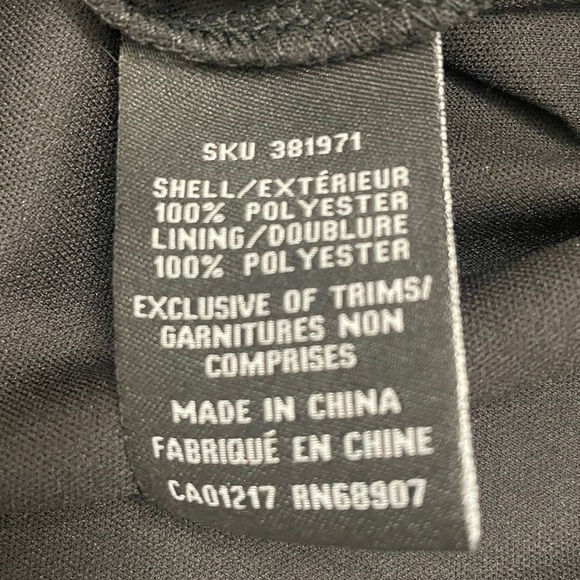 SKU 381971
SHELL/EXTÉRIEUR
100% POLYESTER
LINING/DOUBLURE
100% POLYESTER
EXCLUSIVE OF TRIMS/
GARNITURES NON
COMPRISES
MADE IN CHINA
FABRIQUÉ EN CHINE
CA01217 RN68907